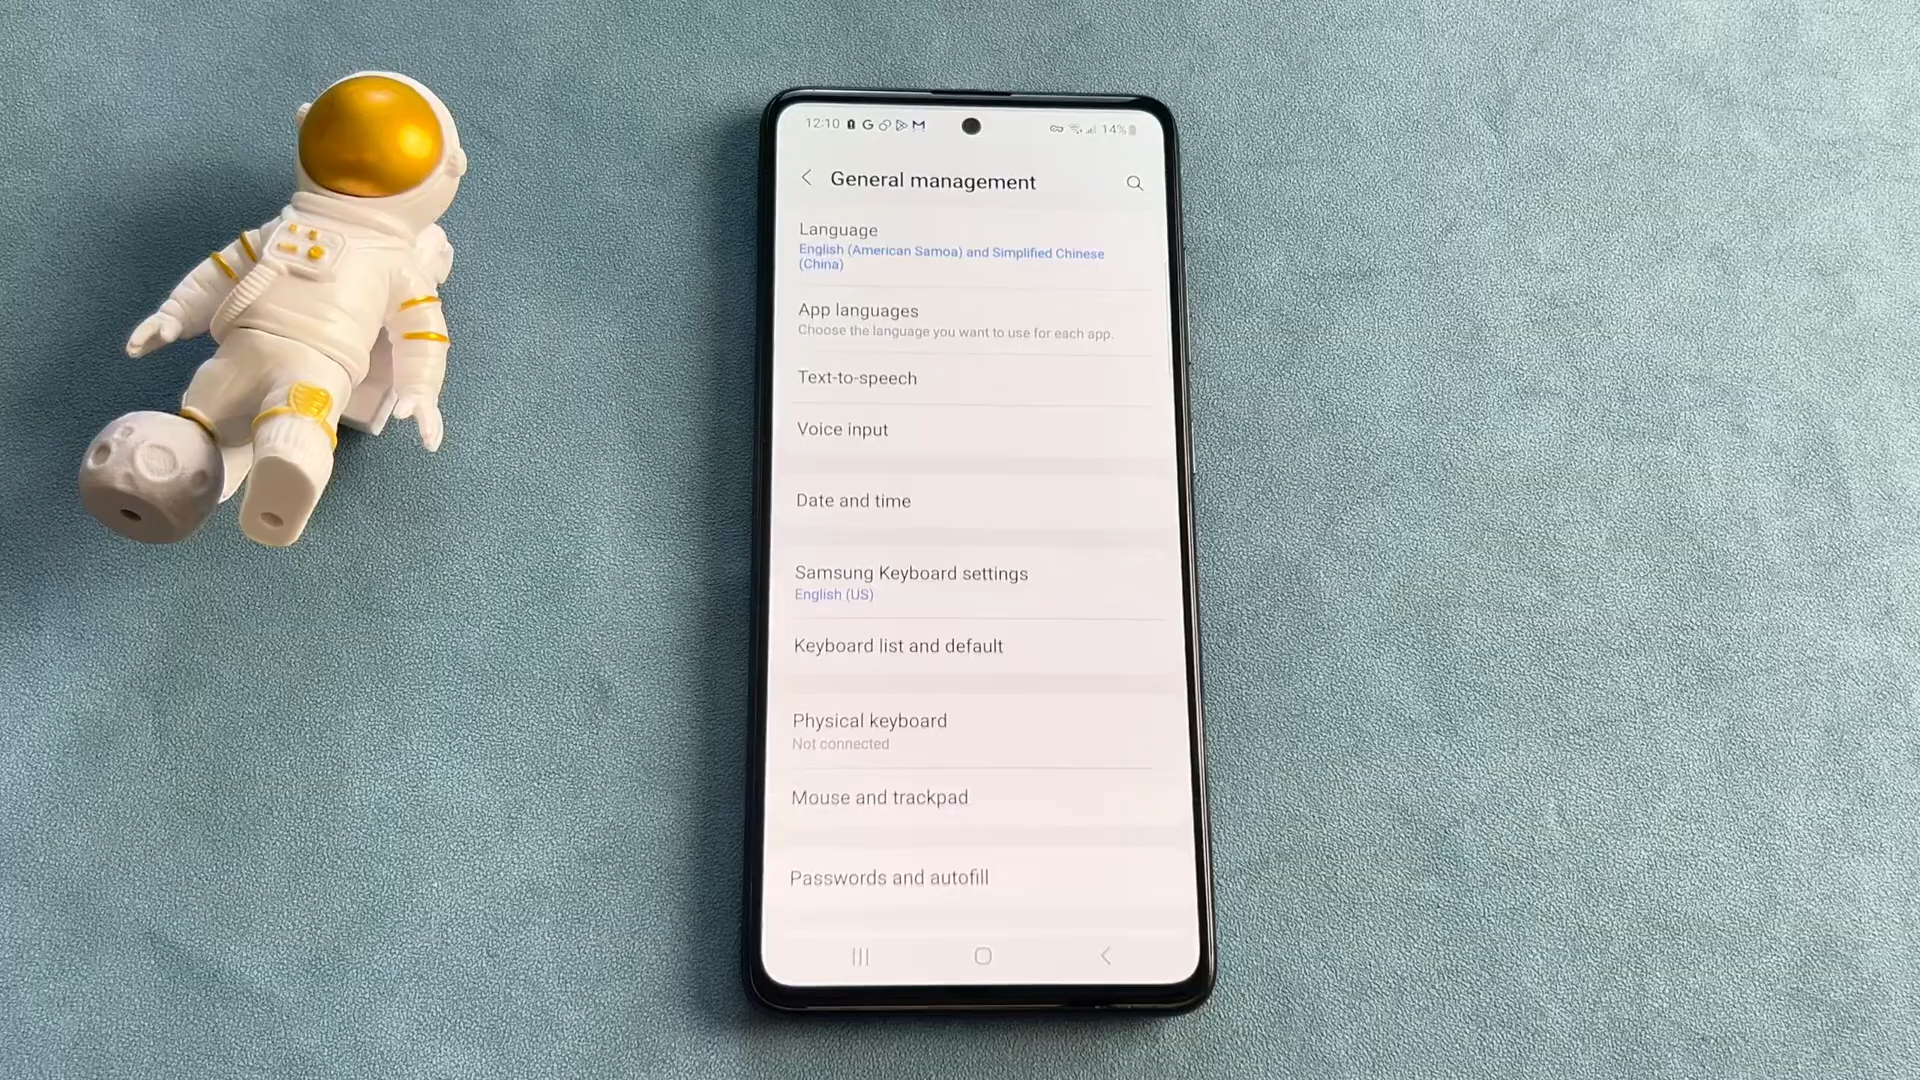 12:10 G M 14%
General management
Language
English (American Samoa) and Simplified Chinese
(China)
App languages
Choose the language you want to use for each app.
Text-to-speech
Voice input
Date and time
Samsung Keyboard settings
English (US)
Keyboard list and default
Physical keyboard
Not connected
Mouse and trackpad
Passwords and autofill